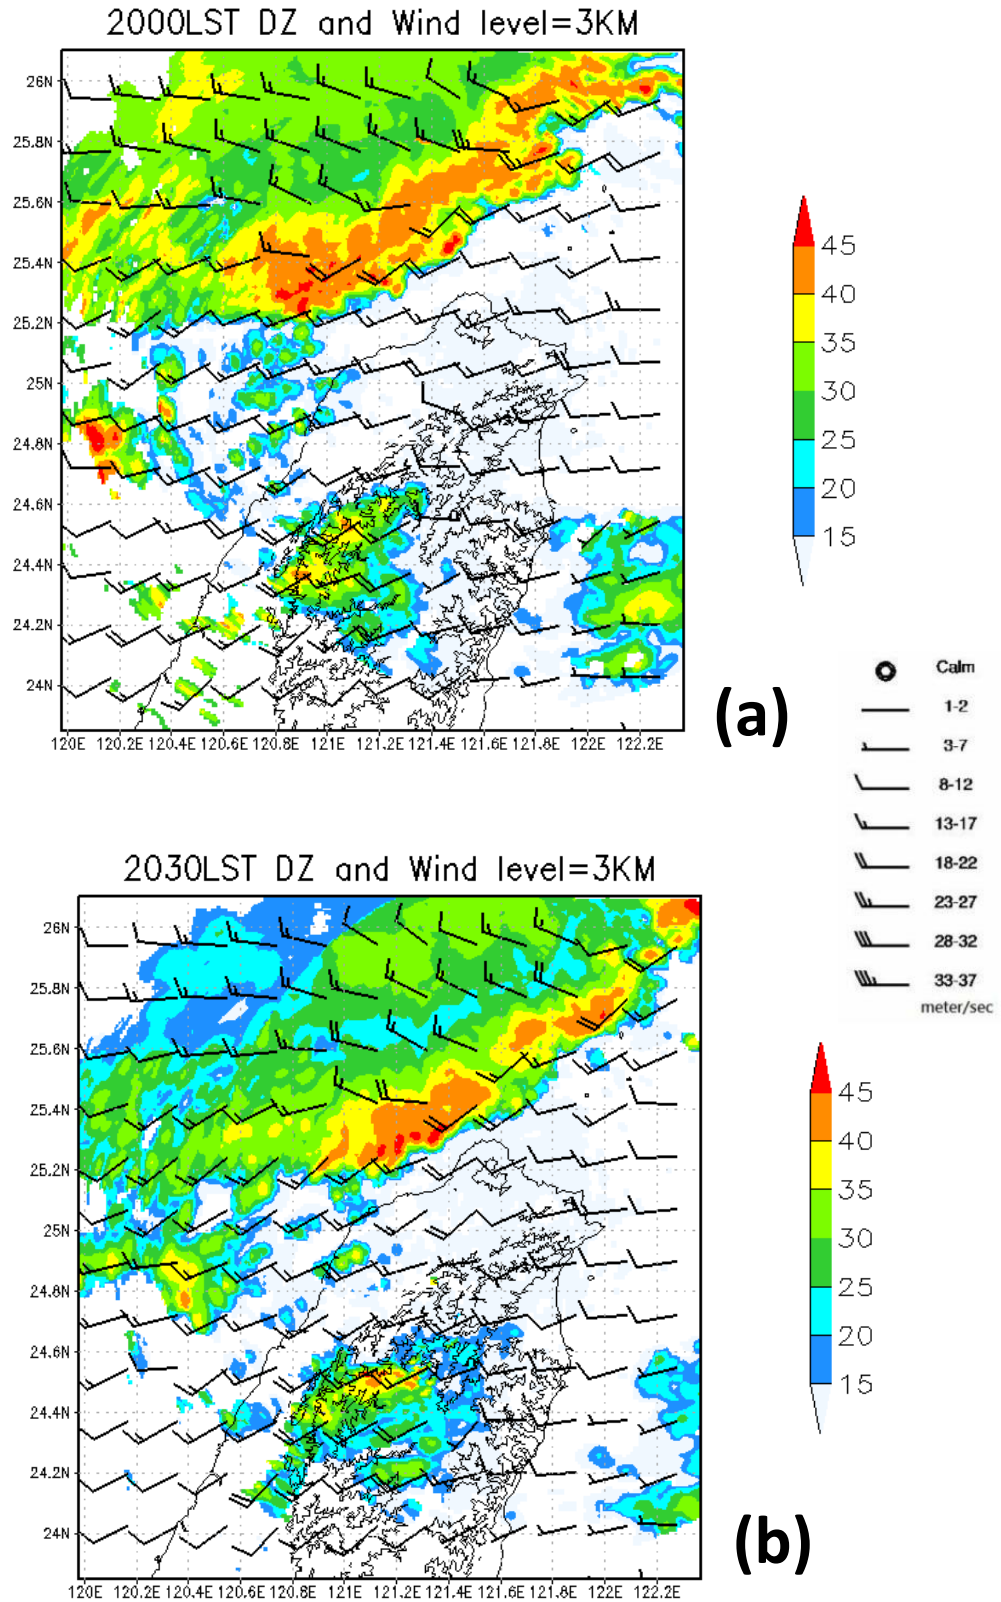 2000LST DZ and Wind level=3KM
26N
25.8N
25.6N
25.4N
25.2N
25N
24.8N
24.6N
24.4N
24.2N
24N
120E 120.2E 120.4E 120.6E 120.8E 121E 121.2E 121.4E 121.6E 121.8E 122E 122.2E
45
40
35
30
25
20
15
(a)
Calm
1-2
3-7
8-12
13-17
18-22
23-27
28-32
33-37
meter/sec
2030LST DZ and Wind level=3KM
26N
25.8N
25.6N
25.4N
25.2N
25N
24.8N
24.6N
24.4N
24.2N
24N
120E 120.2E 120.4E 120.6E 120.8E 121E 121.2E 121.4E 121.6E 121.8E 122E 122.2E
45
40
35
30
25
20
15
(b)